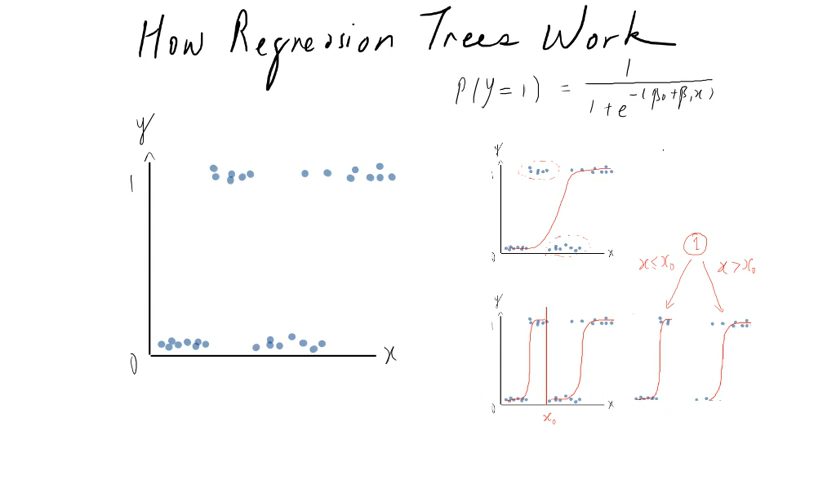 How Regression Trees Work
P(y=1) = 1 / 1+e^-(β₀+β₁x)
y
1
0
x
y
1
0
x
1
x≤x₀
x>x₀
y
1
0
x
x₀